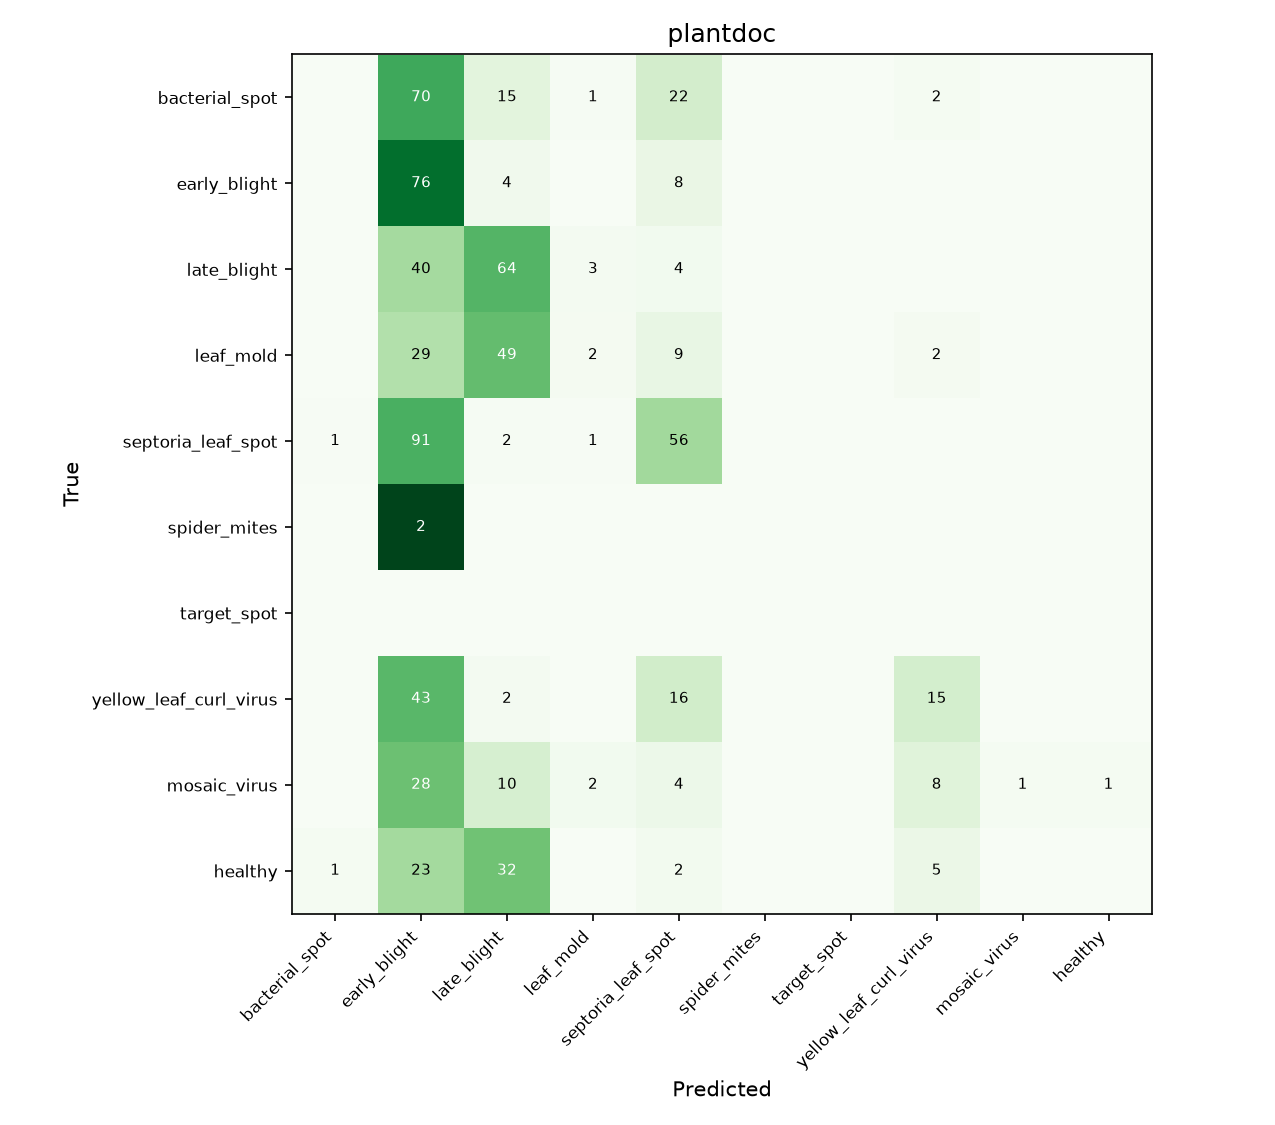 plantdoc
bacterial_spot 70 15 1 22 2
early_blight 76 4 8
late_blight 40 64 3 4
leaf_mold 29 49 2 9 2
septoria_leaf_spot 1 91 2 1 56
spider_mites 2
target_spot
yellow_leaf_curl_virus 43 2 16 15
mosaic_virus 28 10 2 4 8 1 1
healthy 1 23 32 2 5
True
bacterial_spot
early_blight
late_blight
leaf_mold
septoria_leaf_spot
spider_mites
target_spot
yellow_leaf_curl_virus
mosaic_virus
healthy
Predicted